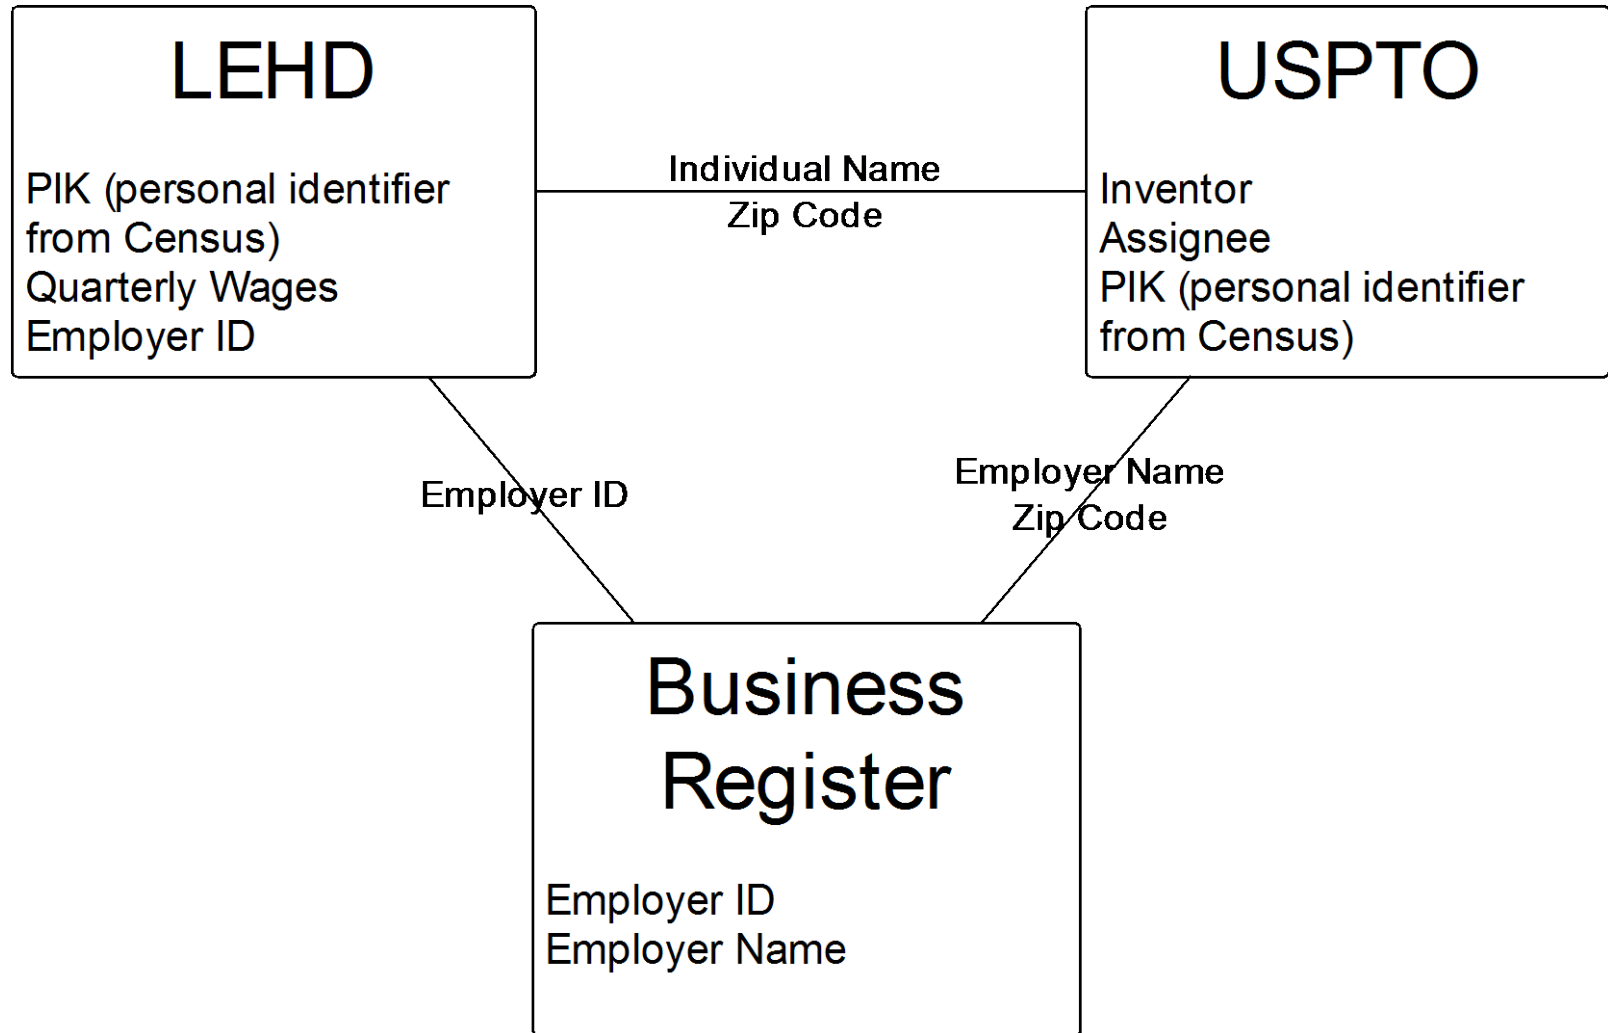 LEHD
PIK (personal identifier
from Census)
Quarterly Wages
Employer ID
Individual Name
Zip Code
USPTO
Inventor
Assignee
PIK (personal identifier
from Census)
Employer ID
Employer Name
Zip Code
Business
Register
Employer ID
Employer Name